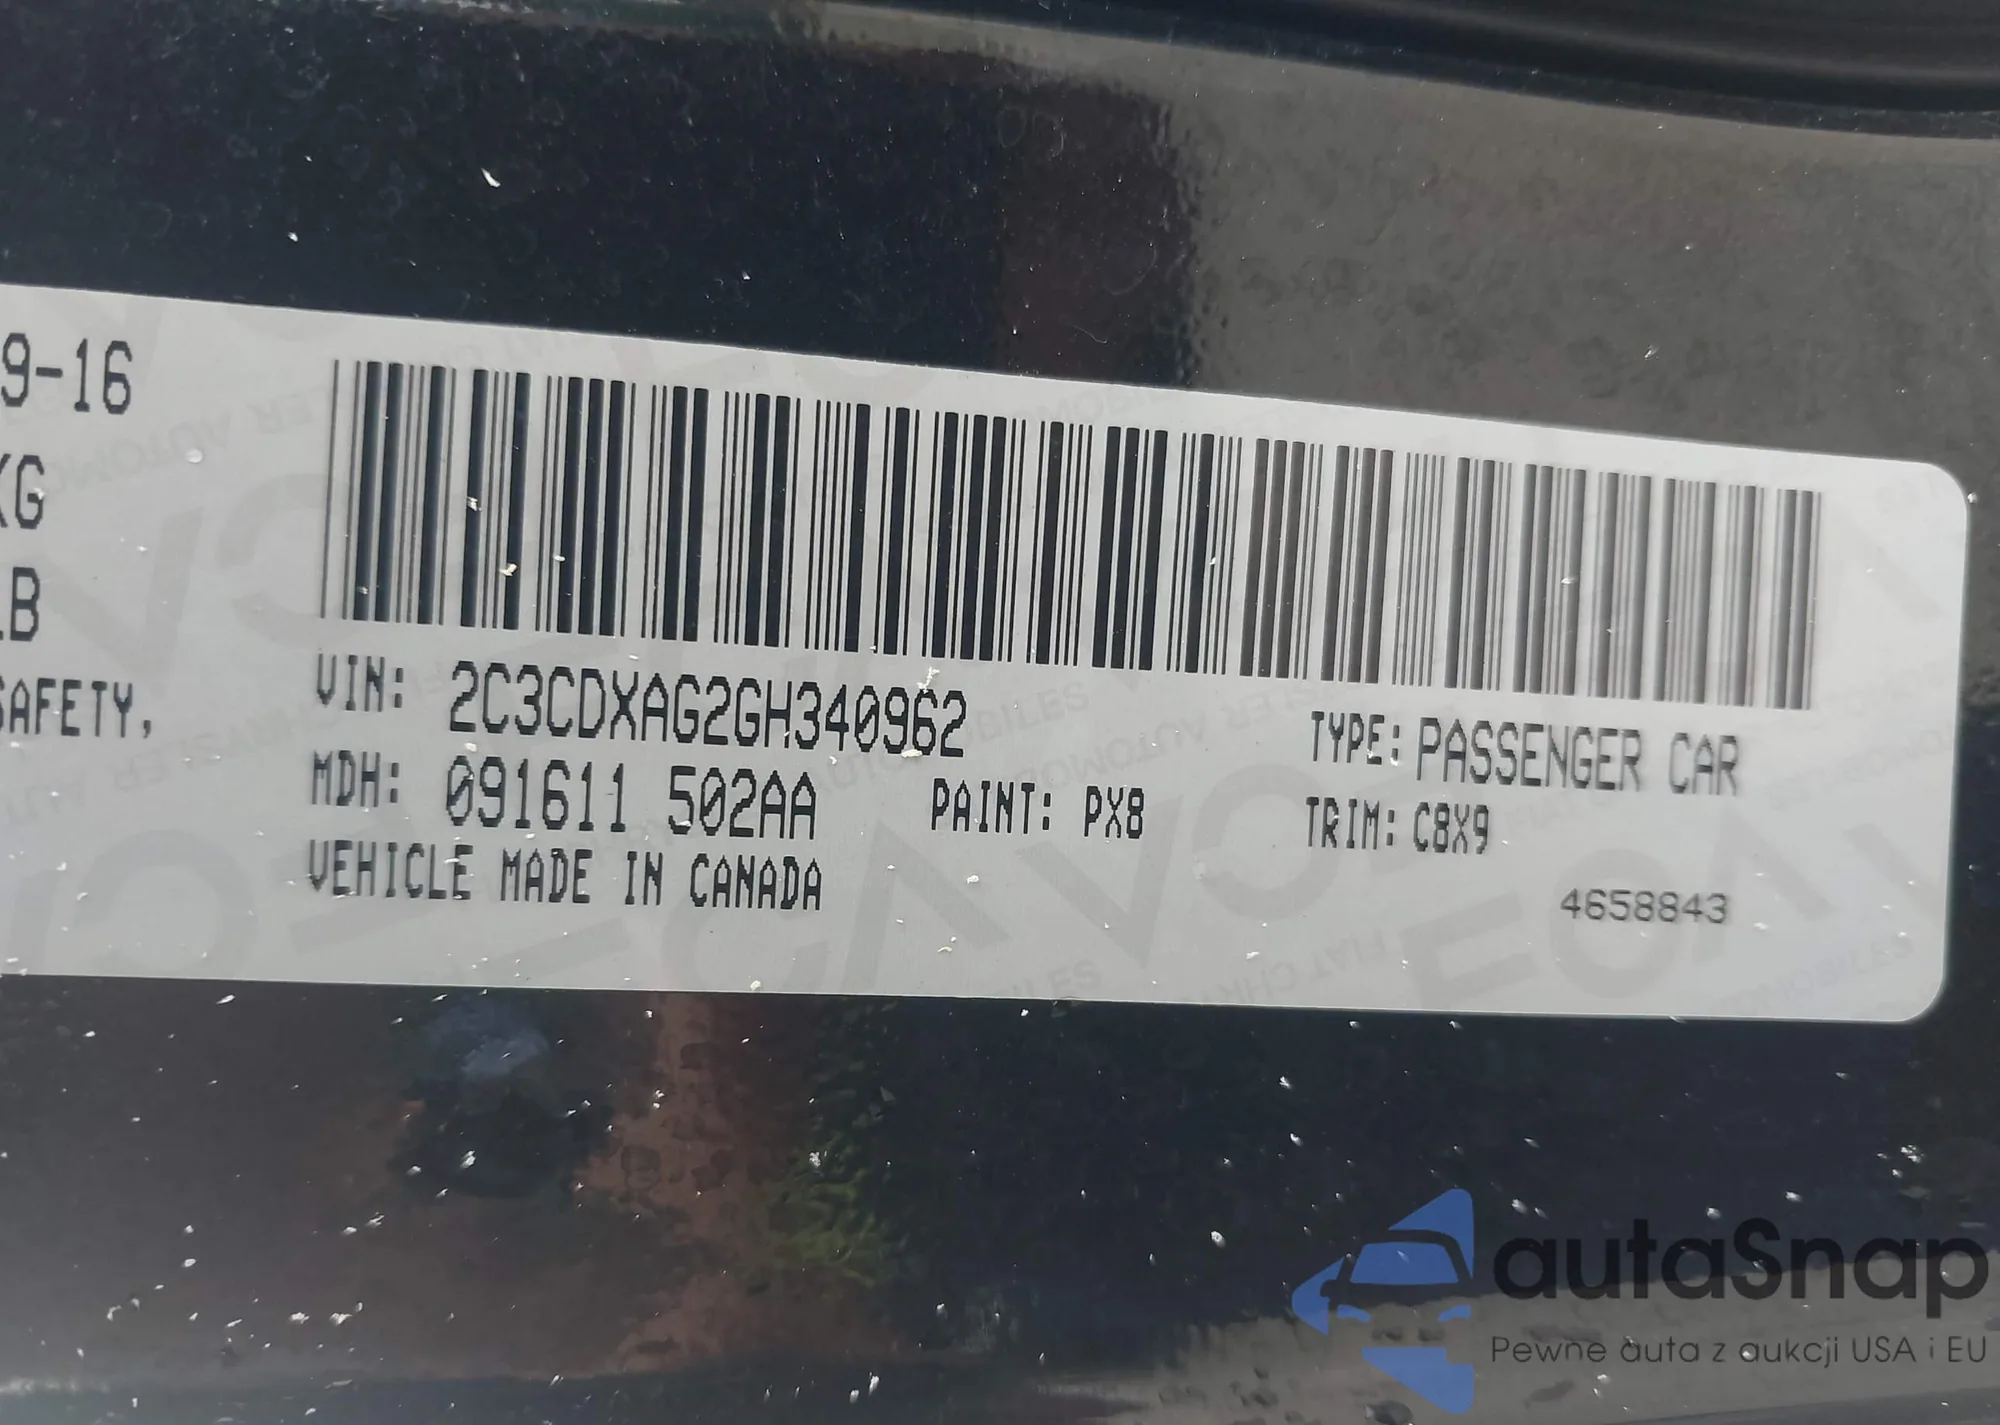 9-16
KG
LB
SAFETY,
VIN: 2C3CDXAG2GH340962
TYPE: PASSENGER CAR
MDH: 091611 502AA
PAINT: PX8
TRIM: C8X9
VEHICLE MADE IN CANADA
4658843
autaSnap
Pewne auta z aukcji USA i EU